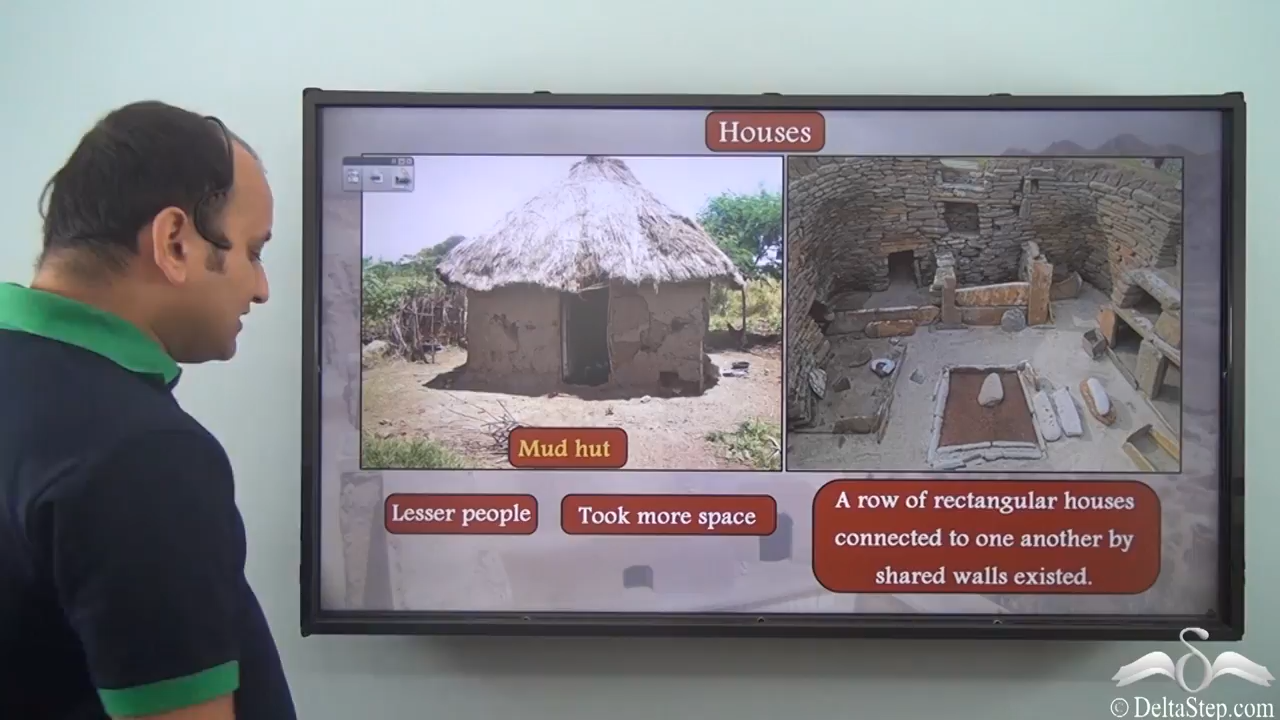 Houses
Mud hut
Lesser people
Took more space
A row of rectangular houses
connected to one another by
shared walls existed.
© DeltaStep.com